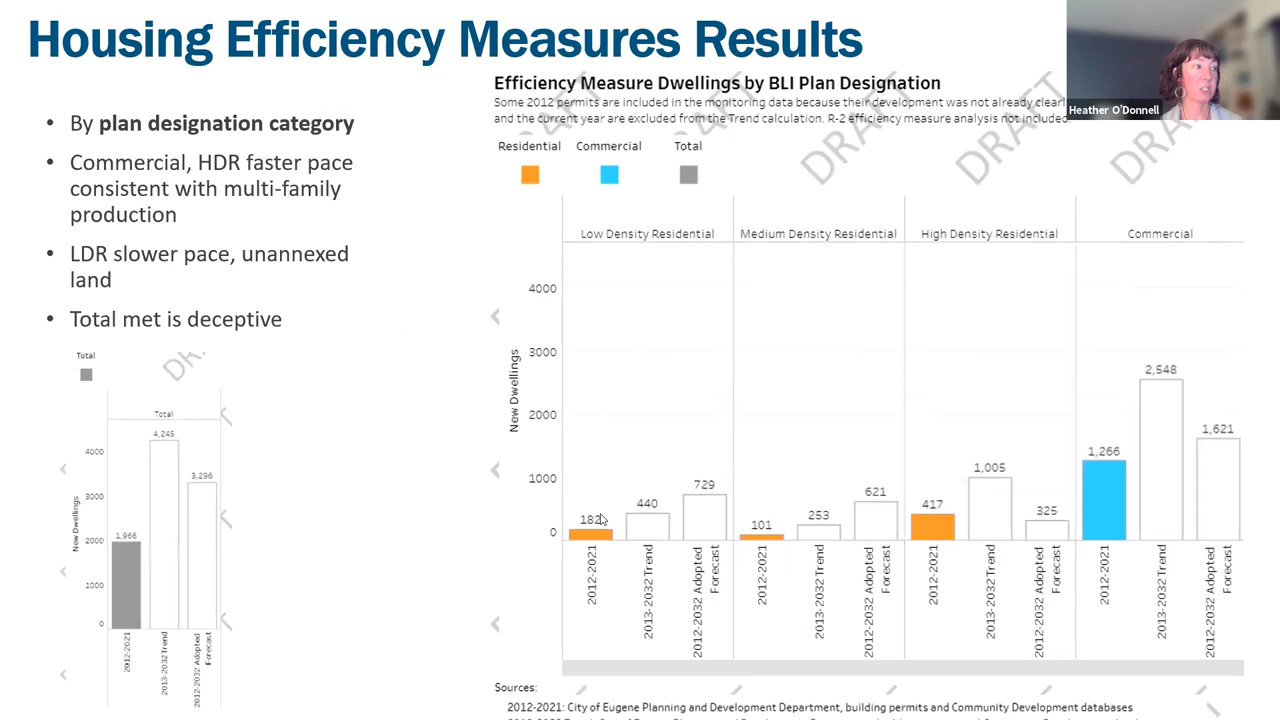 Housing Efficiency Measures Results
Heather O'Donnell
• By plan designation category
• Commercial, HDR faster pace
consistent with multi-family
production
• LDR slower pace, unannexed
land
• Total met is deceptive
Total
DRA
Total
New Dwellings
4000
3000
2000
1000
0
1,966
4,245
3,296
2012-2021
2013-2032 Trend
2012-2032 Adopted
Forecast
Efficiency Measure Dwellings by BLI Plan Designation
Some 2012 permits are included in the monitoring data because their development was not already clearl
and the current year are excluded from the Trend calculation. R-2 efficiency measure analysis not included.
DRAFT
DRAFT
DRAFT
Residential Commercial Total
Low Density Residential Medium Density Residential High Density Residential Commercial
New Dwellings
4000
3000
2000
1000
0
182 440 729 101 253 621 417 1,005 325 1,266 2,548 1,621
2012-2021
2013-2032 Trend
2012-2032 Adopted
Forecast
2012-2021
2013-2032 Trend
2012-2032 Adopted
Forecast
2012-2021
2013-2032 Trend
2012-2032 Adopted
Forecast
2012-2021
2013-2032 Trend
2012-2032 Adopted
Forecast
Sources:
2012-2021: City of Eugene Planning and Development Department, building permits and Community Development databases